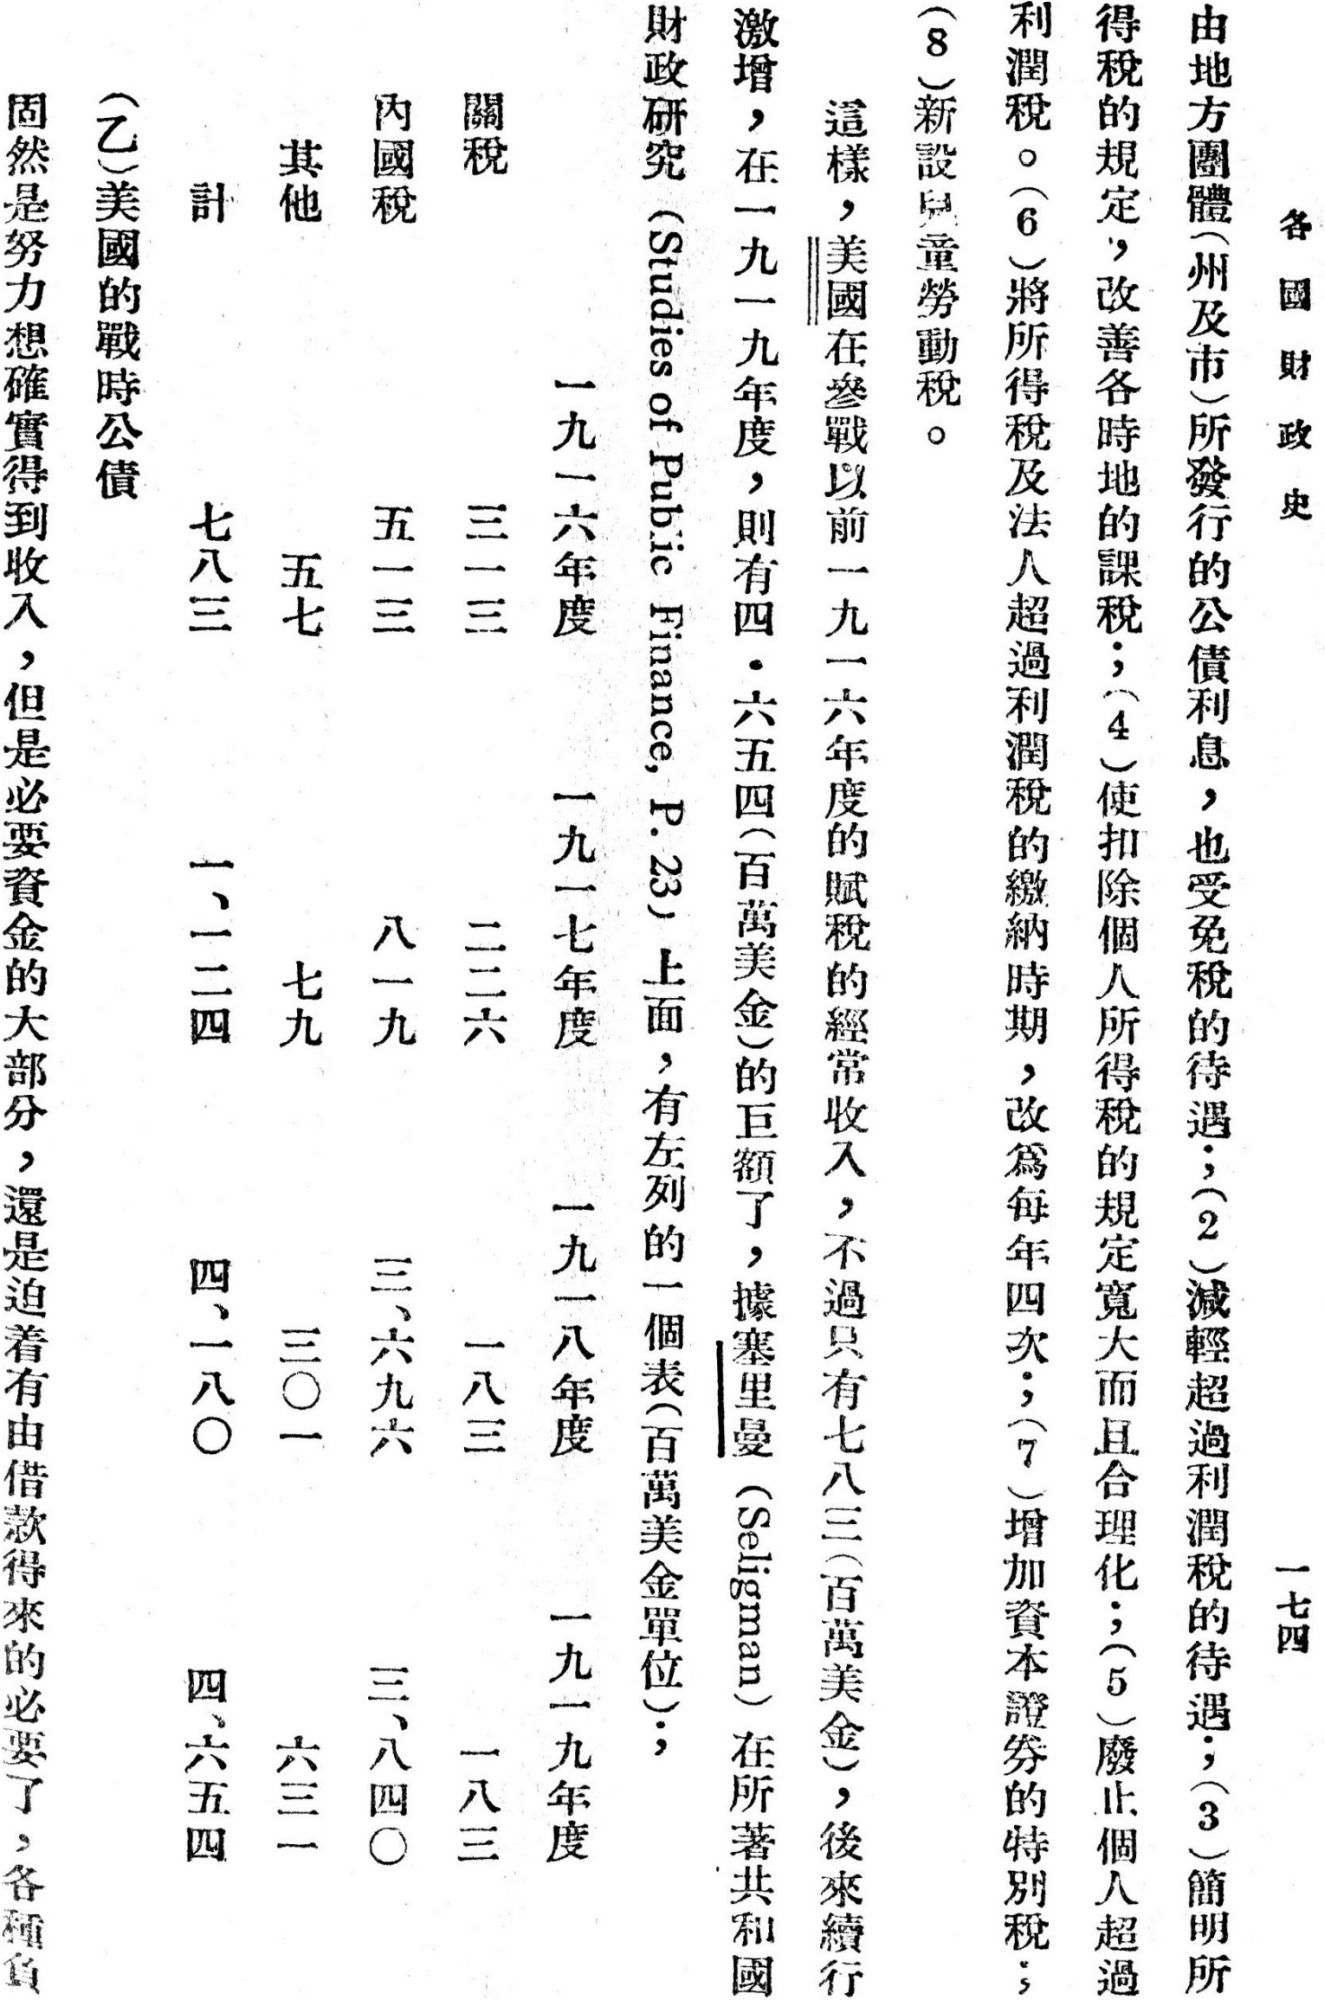 各國財政史
一七四
由地方團體(州及市)所發行的公債利息,也受免稅的待遇;(2)減輕超過利潤稅的待遇;(3)簡明所
得稅的規定,改善各時地的課稅;(4)使扣除個人所得稅的規定寬大而且合理化;(5)廢止個人超過
利潤稅。(6)將所得稅及法人超過利潤稅的繳納時期,改爲每年四次;(7)增加資本證券的特別稅;
(8)新設兒童勞動稅。
這樣,美國在參戰以前一九一六年度的賦稅的經常收入,不過只有七八三(百萬美金),後來續行
激增,在一九一九年度,則有四・六五四(百萬美金)的巨額了,據塞里曼(Seligman)在所著共和國
財政研究(Studies of Public Finance, P. 23)上面,有左列的一個表(百萬美金單位);
一九一六年度 一九一七年度 一九一八年度 一九一九年度
關稅 三一三 二二六 一八三 一八三
內國稅 五一三 八一九 三、六九六 三、八四〇
其他 五七 七九 三〇一 六三一
計 七八三 一、一二四 四、一八〇 四、六五四
(乙)美國的戰時公債
固然是努力想確實得到收入,但是必要資金的大部分,還是迫着有由借款得來的必要了,各種負